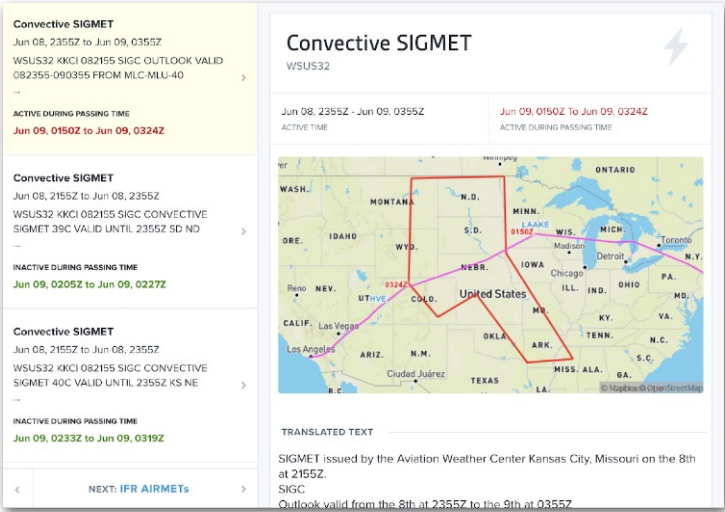 Convective SIGMET
Jun 08, 2355Z to Jun 09, 0355Z
WSUS32 KKCI 082155 SIGC OUTLOOK VALID
082355-090355 FROM MLC-MLU-40
...
ACTIVE DURING PASSING TIME
Jun 09, 0150Z to Jun 09, 0324Z
Convective SIGMET
Jun 08, 2155Z to Jun 08, 2355Z
WSUS32 KKCI 082155 SIGC CONVECTIVE
SIGMET 39C VALID UNTIL 2355Z SD ND
...
INACTIVE DURING PASSING TIME
Jun 09, 0205Z to Jun 09, 0227Z
Convective SIGMET
Jun 08, 2155Z to Jun 08, 2355Z
WSUS32 KKCI 082155 SIGC CONVECTIVE
SIGMET 40C VALID UNTIL 2355Z KS NE
...
INACTIVE DURING PASSING TIME
Jun 09, 0233Z to Jun 09, 0319Z
NEXT: IFR AIRMETs
Convective SIGMET
WSUS32
Jun 08, 2355Z - Jun 09, 0355Z
ACTIVE TIME
Jun 09, 0150Z To Jun 09, 0324Z
ACTIVE DURING PASSING TIME
Winnipeg
ONTARIO
WASH.
MONTANA
N.D.
MINN.
LAAKE
0150Z
WIS.
MICH.
Toronto
ORE.
IDAHO
S.D.
WYO.
Madison
Detroit
N.Y.
NEBR.
IOWA
Chicago
PA.
Reno
NEV.
UT
HVE
0324Z
COLO.
United States
ILL.
IND.
OHIO
MD.
MO.
KY.
VA.
CALIF.
Las Vegas
Los Angeles
ARIZ.
N.M.
OKLA.
ARK.
TENN.
N.C.
S.C.
Ciudad Juárez
TEXAS
MISS.
ALA.
GA.
LA.
B.C.
© Mapbox © OpenStreetMap
TRANSLATED TEXT
SIGMET issued by the Aviation Weather Center Kansas City, Missouri on the 8th
at 2155Z.
SIGC
Outlook valid from the 8th at 2355Z to the 9th at 0355Z